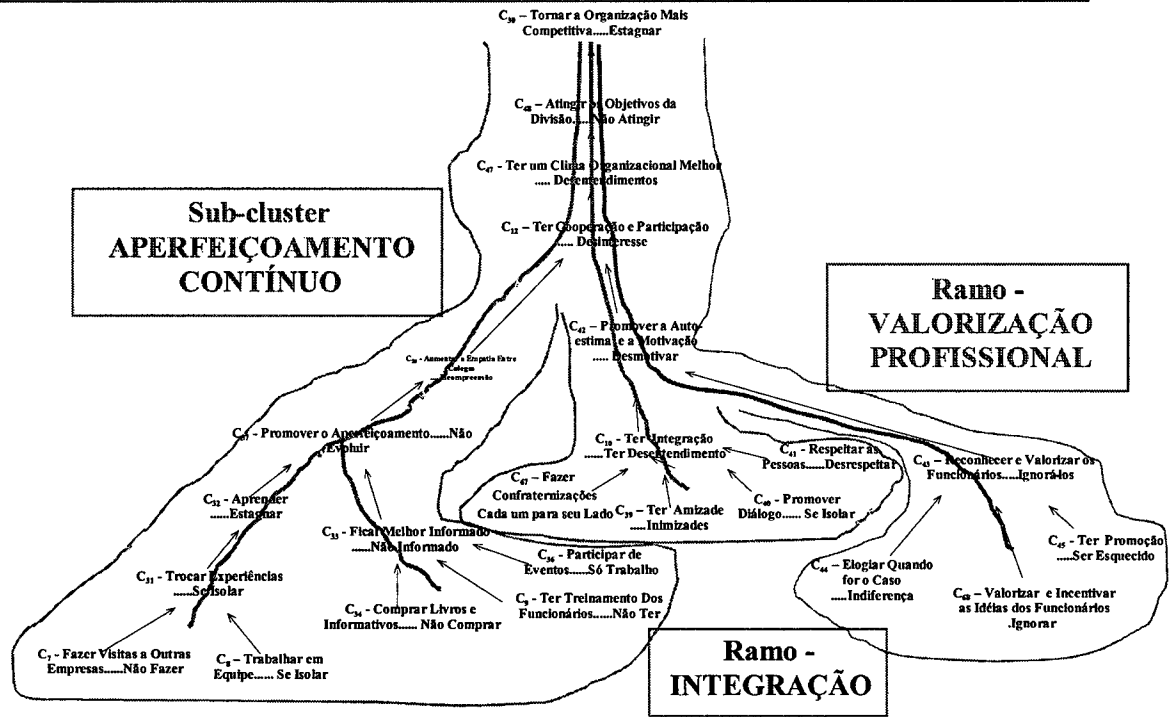 C₃₀ – Tornar a Organização Mais
Competitiva.....Estagnar
C₄₈ – Atingir os Objetivos da
Divisão.....Não Atingir
C₄₇ - Ter um Clima Organizacional Melhor
..... Desentendimentos
Sub-cluster
APERFEIÇOAMENTO
CONTÍNUO
C₁₂ – Ter Cooperação e Participação
..... Desinteresse
Ramo -
VALORIZAÇÃO
PROFISSIONAL
C₄₂ – Promover a Auto-
estima e a Motivação
..... Desmotivar
- Aumentar a Empatia Entre
Colegas
- Promover o Aperfeiçoamento......Não
Evoluir
C₁₀ - Ter Integração
......Ter Desentendimento
C₄₁ - Respeitar as
Pessoas......Desrespeitar
C₄₃ - Reconhecer e Valorizar os
Funcionários.....Ignorá-los
C₃₂ - Aprender
......Estagnar
C₄₇ – Fazer
Confraternizações
Cada um para seu Lado
C₃₉ – Ter Amizade
..... Inimizades
C₄₀ – Promover
Diálogo...... Se Isolar
C₃₃ - Ficar Melhor Informado
......Não Informado
C₃₆ - Participar de
Eventos......Só Trabalho
C₄₅ - Ter Promoção
.....Ser Esquecido
C₃₁ – Trocar Experiências
......Se Isolar
C₄₄ – Elogiar Quando
for o Caso
.....Indiferença
C₃₄ - Comprar Livros e
Informativos...... Não Comprar
C₉ – Ter Treinamento Dos
Funcionários......Não Ter
– Valorizar e Incentivar
as Idéias dos Funcionários
.Ignorar
C₇ – Fazer Visitas a Outras
Empresas......Não Fazer
C₈ – Trabalhar em
Equipe...... Se Isolar
Ramo -
INTEGRAÇÃO